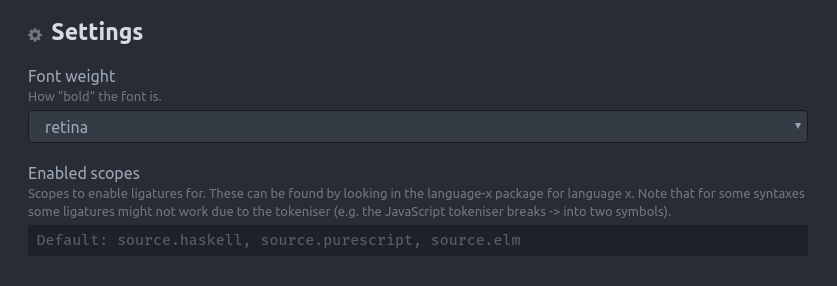 Settings
Font weight
How "bold" the font is.
retina
Enabled scopes
Scopes to enable ligatures for. These can be found by looking in the language-x package for language x. Note that for some syntaxes
some ligatures might not work due to the tokeniser (e.g. the JavaScript tokeniser breaks -> into two symbols).
Default: source.haskell, source.purescript, source.elm